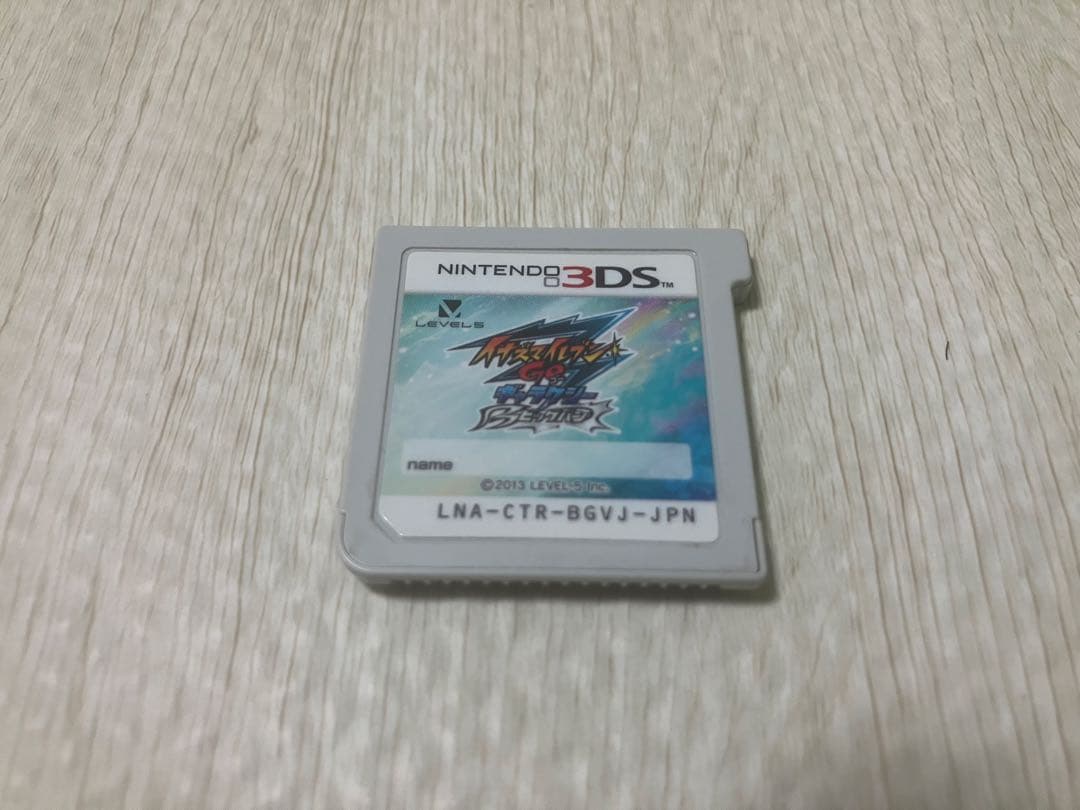 NINTENDO 3DS™
LEVEL5
イナズマイレブン
GO
ギャラクシー
ビッグバン
name
©2013 LEVEL-5 Inc.
LNA-CTR-BGVJ-JPN